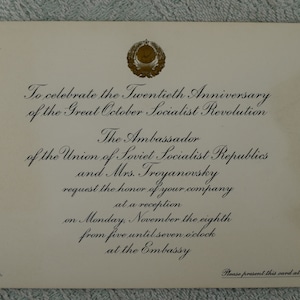 To celebrate the Twentieth Anniversary
of the Great October Socialist Revolution
The Ambassador
of the Union of Soviet Socialist Republics
and Mrs. Troyanovsky
request the honor of your company
at a reception
on Monday, November the eighth
from five until seven o'clock
at the Embassy
Please present this card at